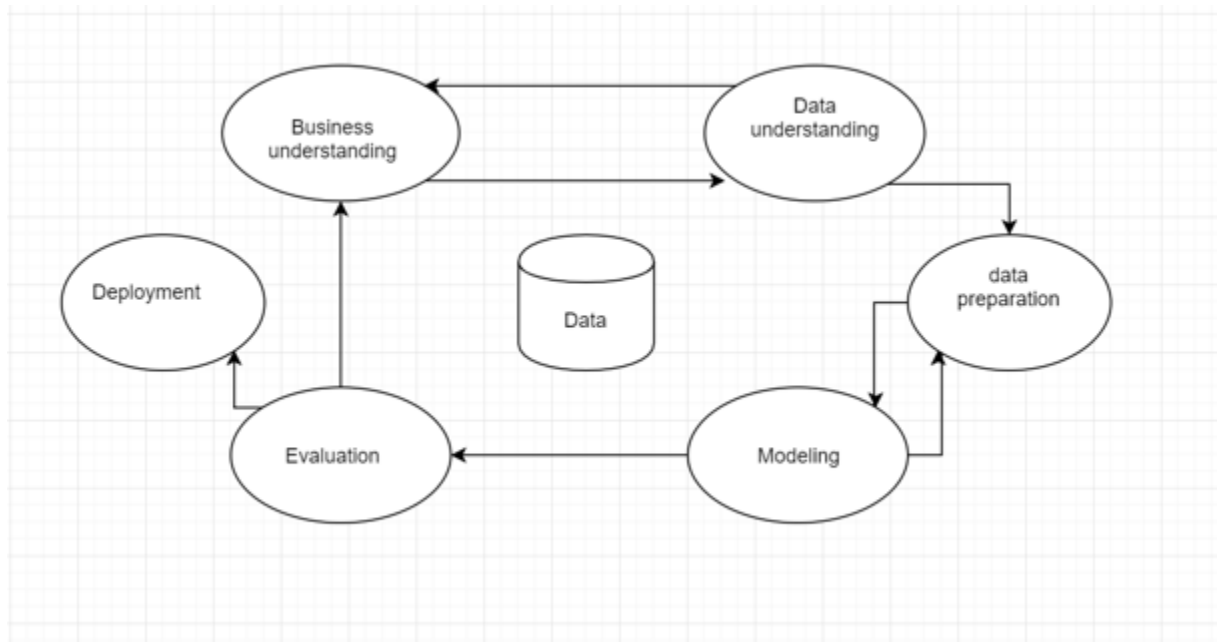 Business
understanding
Data
understanding
Deployment
Data
data
preparation
Evaluation
Modeling